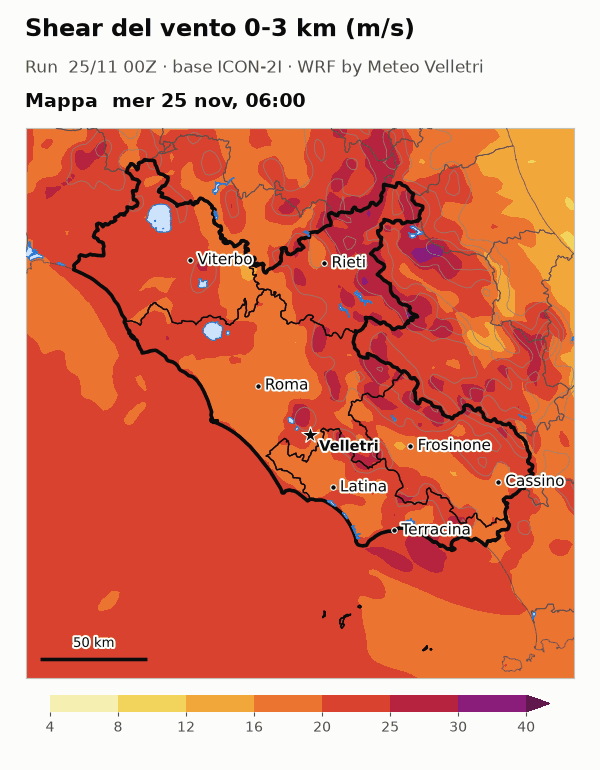 Shear del vento 0-3 km (m/s)
Run  25/11 00Z · base ICON-2I · WRF by Meteo Velletri
Mappa  mer 25 nov, 06:00
Viterbo
Rieti
Roma
Velletri
Frosinone
Latina
Cassino
Terracina
50 km
4 8 12 16 20 25 30 40